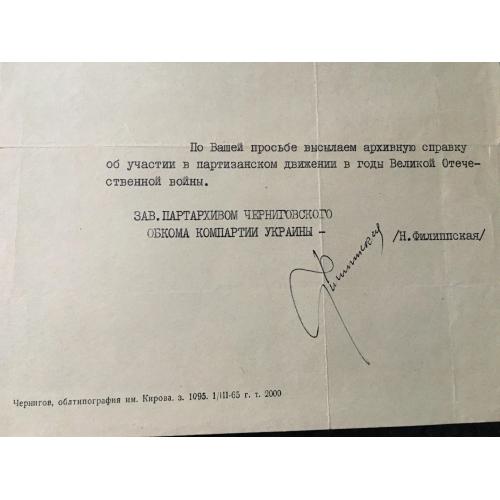 По Вашей просьбе высылаем архивную справку
об участии в партизанском движении в годы Великой Отече-
ственной войны.
ЗАВ.ПАРТАРХИВОМ ЧЕРНИГОВСКОГО
ОБКОМА КОМПАРТИИ УКРАИНЫ - /Н.Филиппская/
Чернигов, облтипография им. Кирова. з. 1095. 1/III-65 г. т. 2000